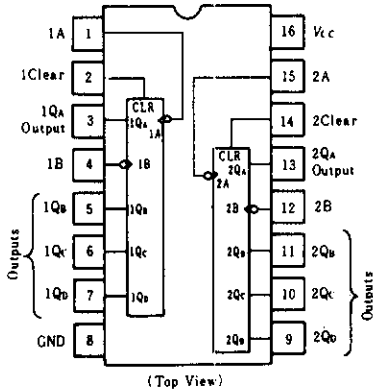 1A 1 16 Vcc
1Clear 2 15 2A
1QA Output 3 14 2Clear
1B 4 13 2QA Output
1QB 5 12 2B
1QC 6 11 2QB
1QD 7 10 2QC
GND 8 9 2QD
Outputs
Outputs
CLR
1QA
1A
1B
1QB
1QC
1QD
CLR
2QA
2A
2B
2QB
2QC
2QD
(Top View)